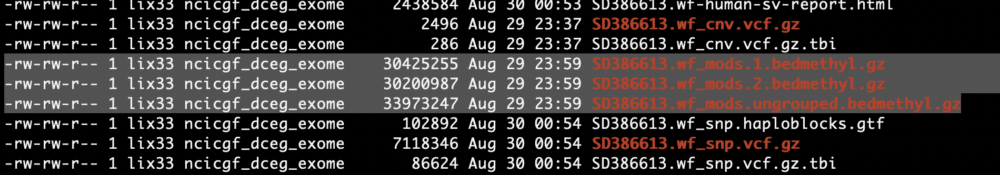 -rw-rw-r-- 1 lix33 ncicgf_dceg_exome 2438584 Aug 30 00:53 SD386613.wf-human-sv-report.html
-rw-rw-r-- 1 lix33 ncicgf_dceg_exome 2496 Aug 29 23:37 SD386613.wf_cnv.vcf.gz
-rw-rw-r-- 1 lix33 ncicgf_dceg_exome 286 Aug 29 23:37 SD386613.wf_cnv.vcf.gz.tbi
-rw-rw-r-- 1 lix33 ncicgf_dceg_exome 30425255 Aug 29 23:59 SD386613.wf_mods.1.bedmethyl.gz
-rw-rw-r-- 1 lix33 ncicgf_dceg_exome 30200987 Aug 29 23:59 SD386613.wf_mods.2.bedmethyl.gz
-rw-rw-r-- 1 lix33 ncicgf_dceg_exome 33973247 Aug 29 23:59 SD386613.wf_mods.ungrouped.bedmethyl.gz
-rw-rw-r-- 1 lix33 ncicgf_dceg_exome 102892 Aug 30 00:54 SD386613.wf_snp.haploblocks.gtf
-rw-rw-r-- 1 lix33 ncicgf_dceg_exome 7118346 Aug 30 00:54 SD386613.wf_snp.vcf.gz
-rw-rw-r-- 1 lix33 ncicgf_dceg_exome 86624 Aug 30 00:54 SD386613.wf_snp.vcf.gz.tbi